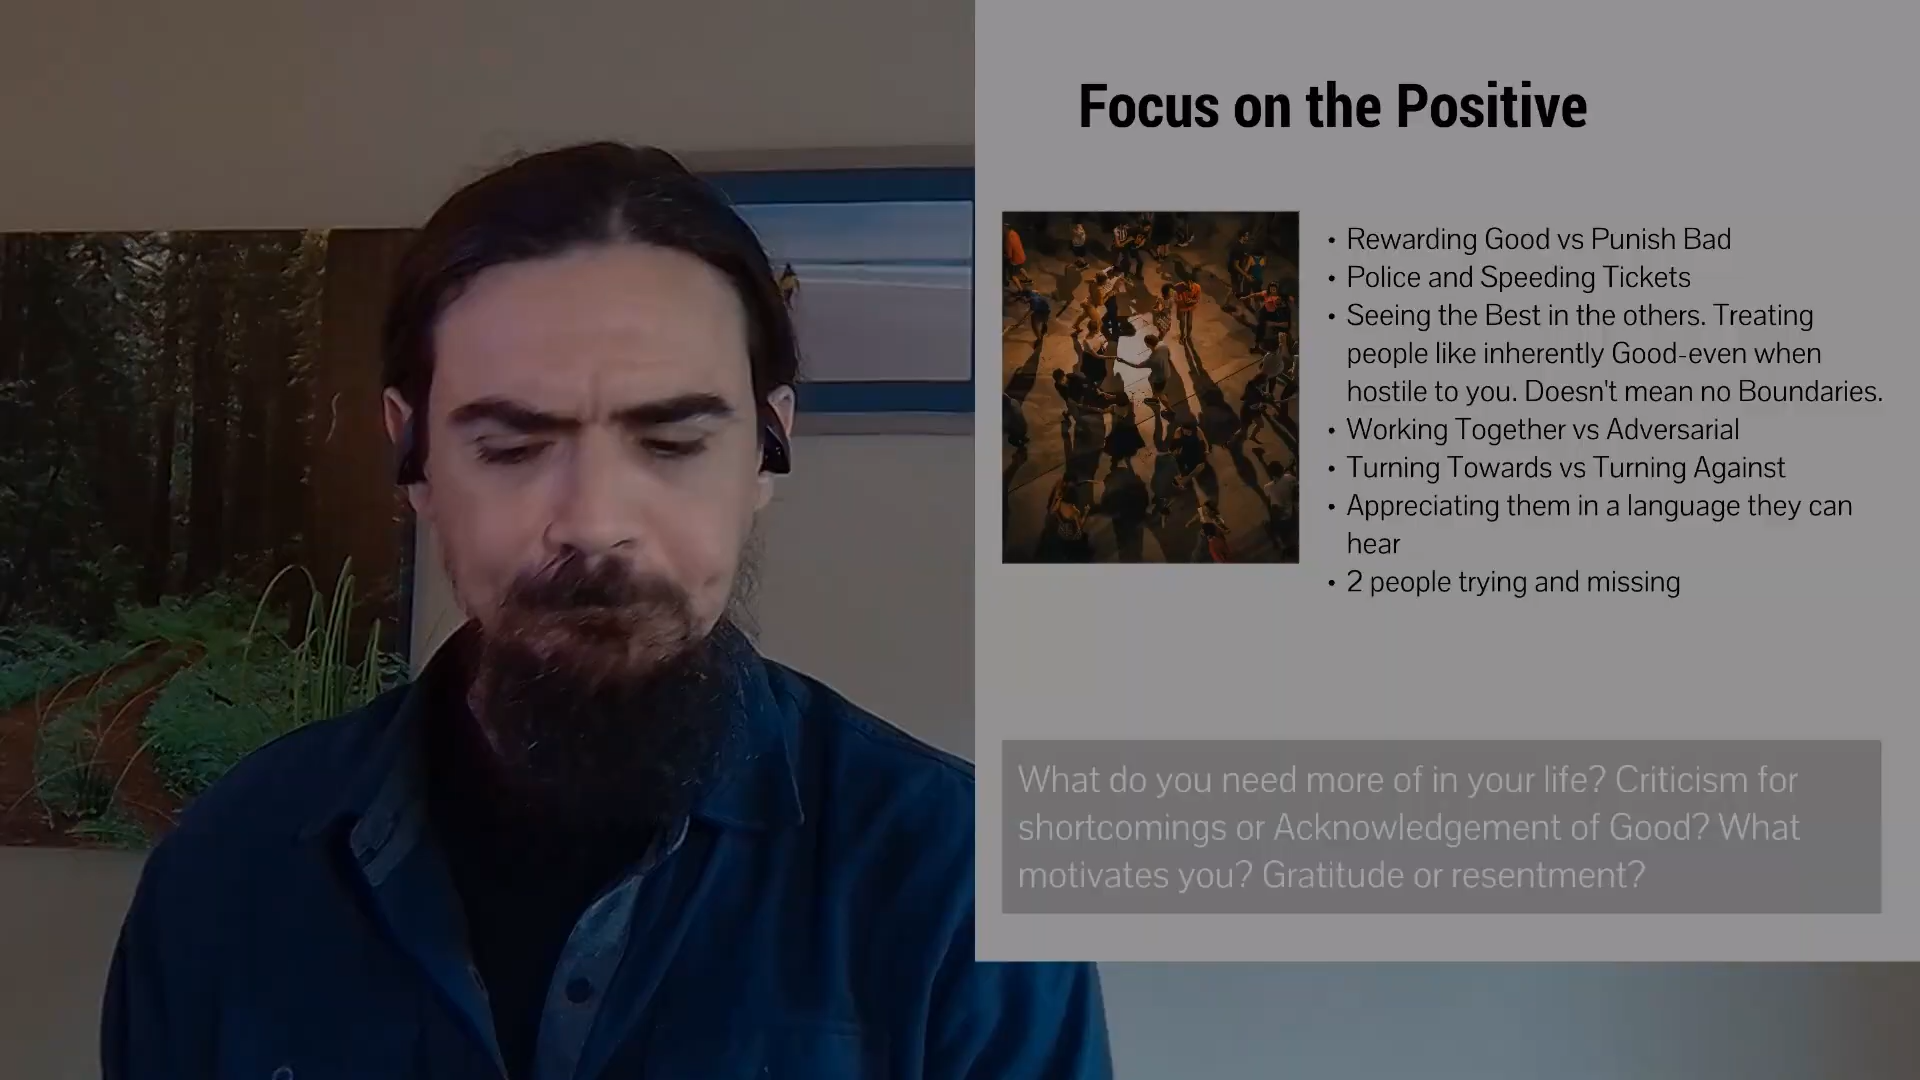 Focus on the Positive
• Rewarding Good vs Punish Bad
• Police and Speeding Tickets
• Seeing the Best in the others. Treating
people like inherently Good-even when
hostile to you. Doesn't mean no Boundaries.
• Working Together vs Adversarial
• Turning Towards vs Turning Against
• Appreciating them in a language they can
hear
• 2 people trying and missing
What do you need more of in your life? Criticism for
shortcomings or Acknowledgement of Good? What
motivates you? Gratitude or resentment?